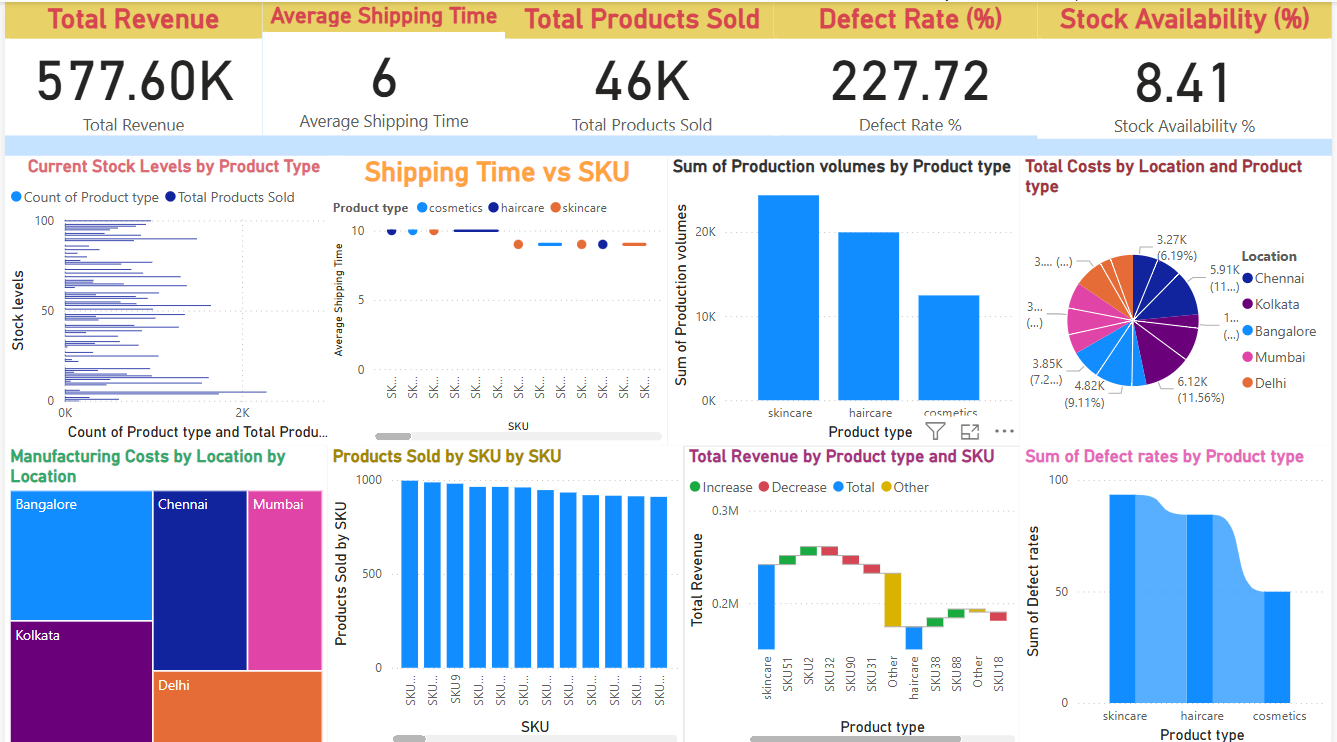 Total Revenue
Average Shipping Time
Total Products Sold
Defect Rate (%)
Stock Availability (%)
577.60K
6
46K
227.72
8.41
Total Revenue
Average Shipping Time
Total Products Sold
Defect Rate %
Stock Availability %
Current Stock Levels by Product Type
Count of Product type Total Products Sold
Stock levels
100
50
0
0K 2K
Count of Product type and Total Produ...
Shipping Time vs SKU
Product type cosmetics haircare skincare
Average Shipping Time
10
5
0
SK... SK... SK... SK... SK... SK... SK... SK... SK... SK... SK... SK... SK...
SKU
Sum of Production volumes by Product type
Sum of Production volumes
20K
10K
0K
skincare haircare cosmetics
Product type
Total Costs by Location and Product
type
3.27K
(6.19%)
5.91K
(11...)
1...
(...)
6.12K
(11.56%)
4.82K
(9.11%)
3.85K
(7.2...)
3...
(...)
3.... (...)
Location
Chennai
Kolkata
Bangalore
Mumbai
Delhi
Manufacturing Costs by Location by
Location
Bangalore
Chennai
Mumbai
Kolkata
Delhi
Products Sold by SKU by SKU
Products Sold by SKU
1000
500
0
SKU... SKU... SKU9 SKU... SKU... SKU... SKU... SKU... SKU... SKU... SKU... SKU...
SKU
Total Revenue by Product type and SKU
Increase Decrease Total Other
Total Revenue
0.3M
0.2M
skincare SKU51 SKU2 SKU32 SKU90 SKU31 Other haircare SKU38 SKU88 Other SKU18
Product type
Sum of Defect rates by Product type
Sum of Defect rates
100
50
0
skincare haircare cosmetics
Product type